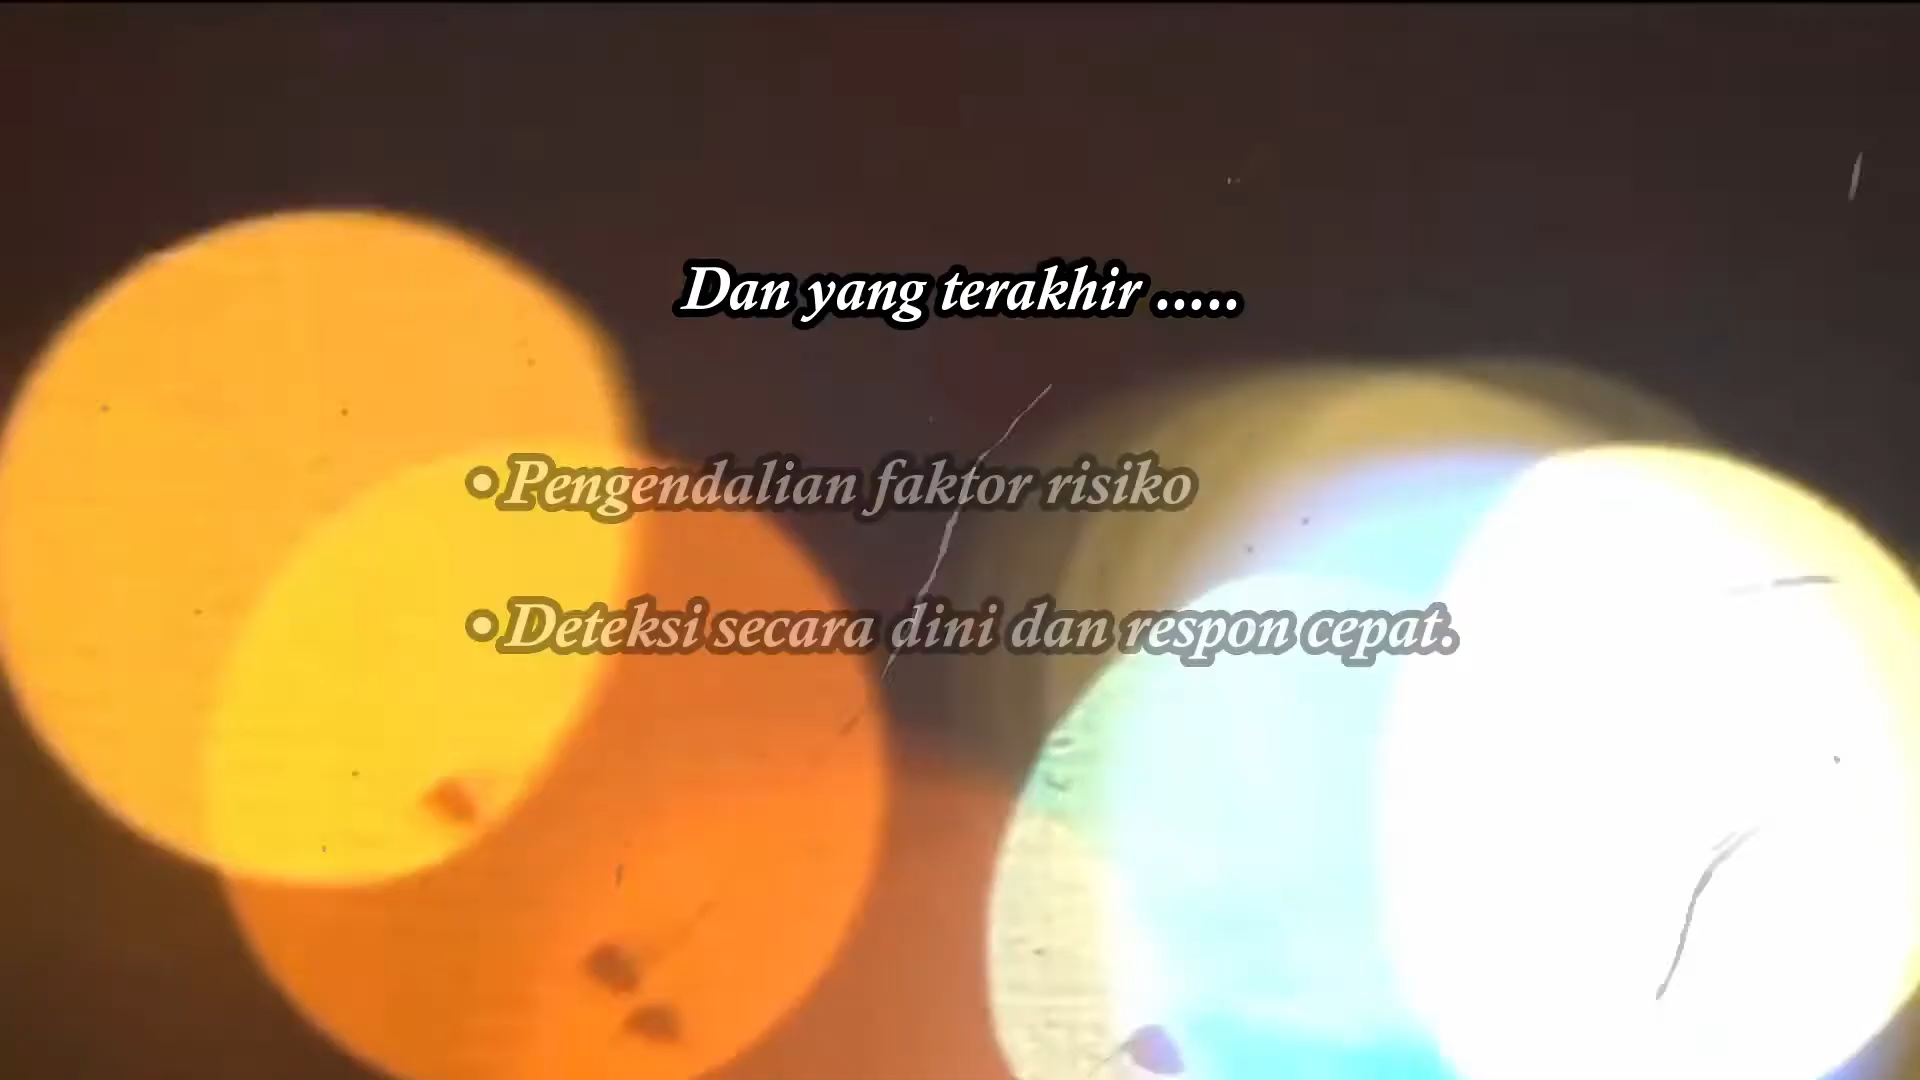 Dan yang terakhir .....
•Pengendalian faktor risiko
•Deteksi secara dini dan respon cepat.